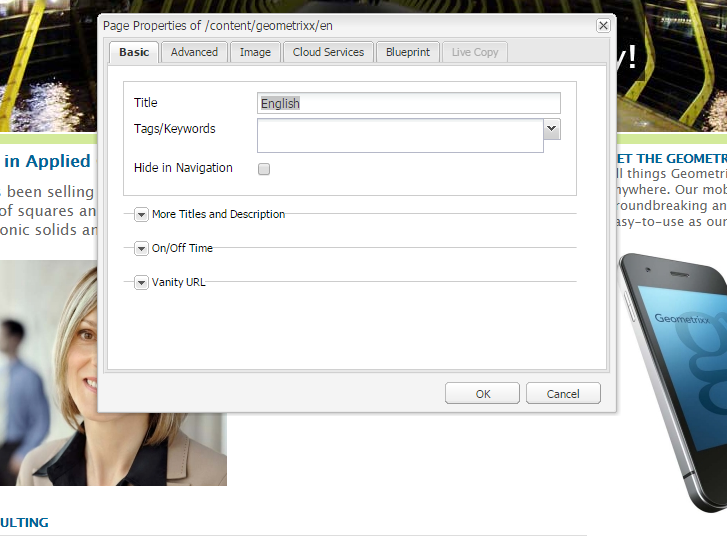 Page Properties of /content/geometrixx/en
Basic Advanced Image Cloud Services Blueprint Live Copy
y!
Title English
Tags/Keywords
Hide in Navigation
More Titles and Description
On/Off Time
Vanity URL
OK Cancel
in Applied
been selling
of squares an
onic solids an
ET THE GEOMETR
ll things Geometri
nywhere. Our mob
roundbreaking an
asy-to-use as our
Geometrixx
g
ULTING